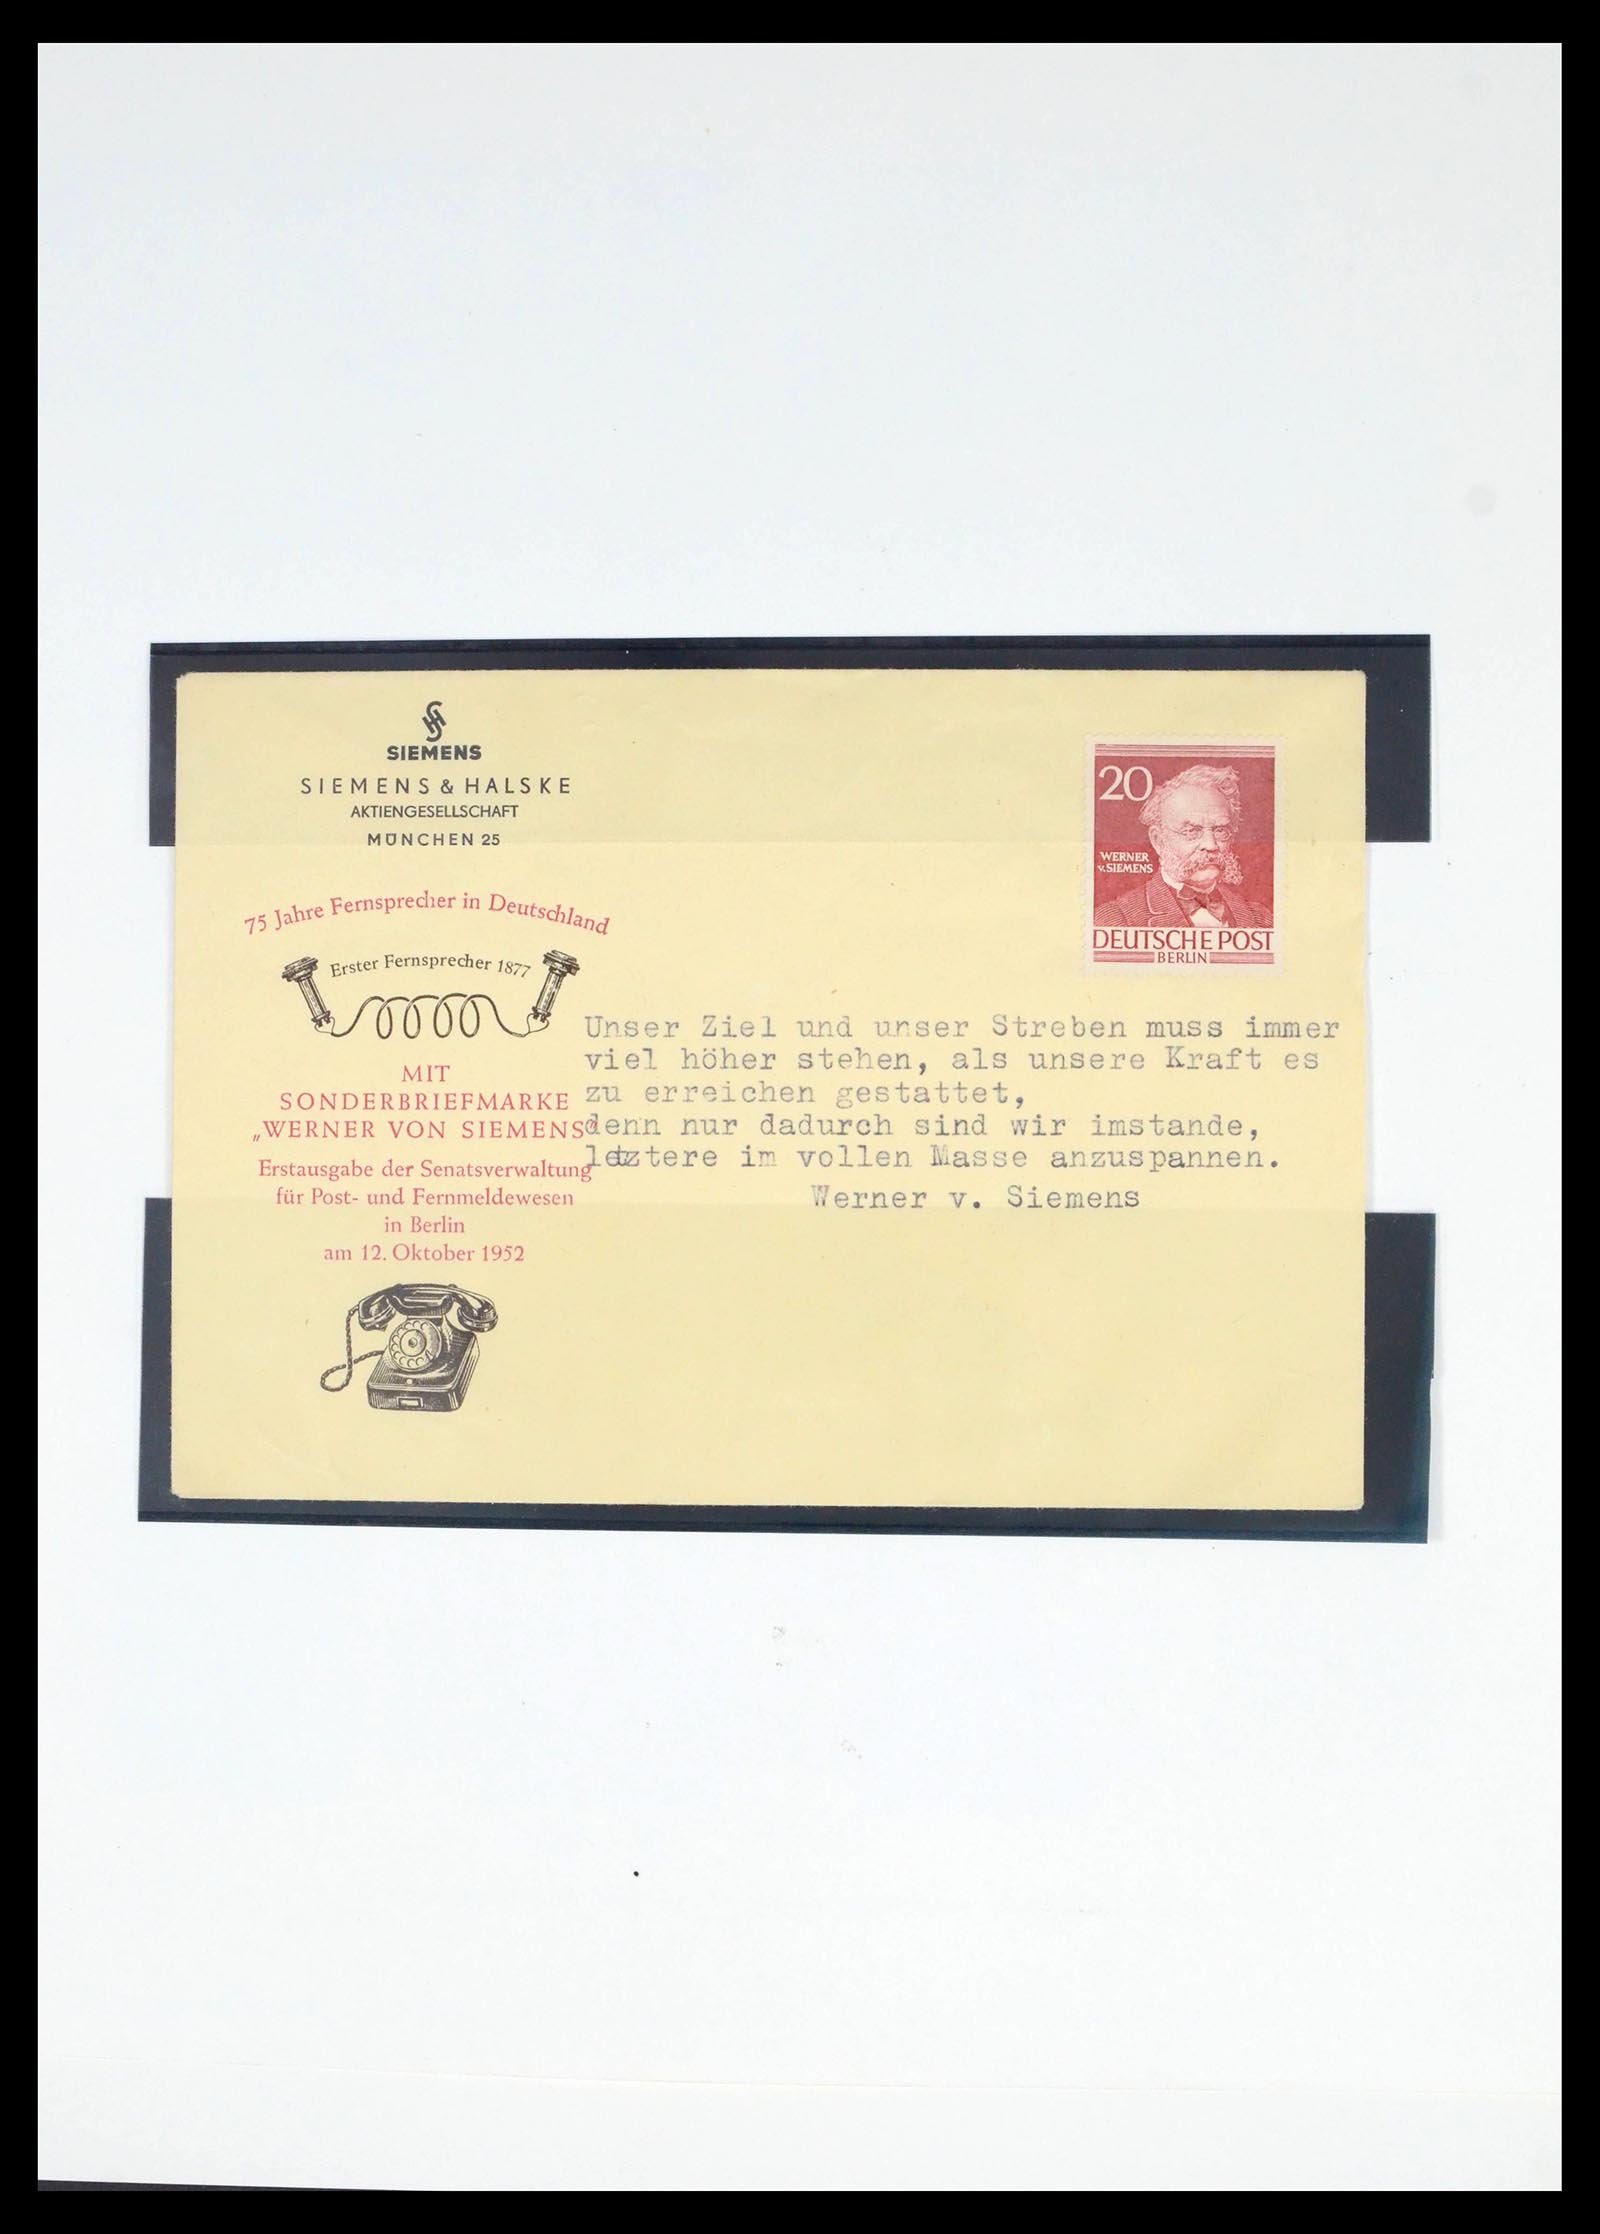 SIEMENS
SIEMENS & HALSKE
AKTIENGESELLSCHAFT
MÜNCHEN 25
75 Jahre Fernsprecher in Deutschland
Erster Fernsprecher 1877
MIT
SONDERBRIEFMARKE
„WERNER VON SIEMENS“
Erstausgabe der Senatsverwaltung
für Post- und Fernmeldewesen
in Berlin
am 12. Oktober 1952
20
WERNER
v. SIEMENS
DEUTSCHE POST
BERLIN
Unser Ziel und unser Streben muss immer
viel höher stehen, als unsere Kraft es
zu erreichen gestattet,
denn nur dadurch sind wir imstande,
letztere im vollen Masse anzuspannen.
Werner v. Siemens